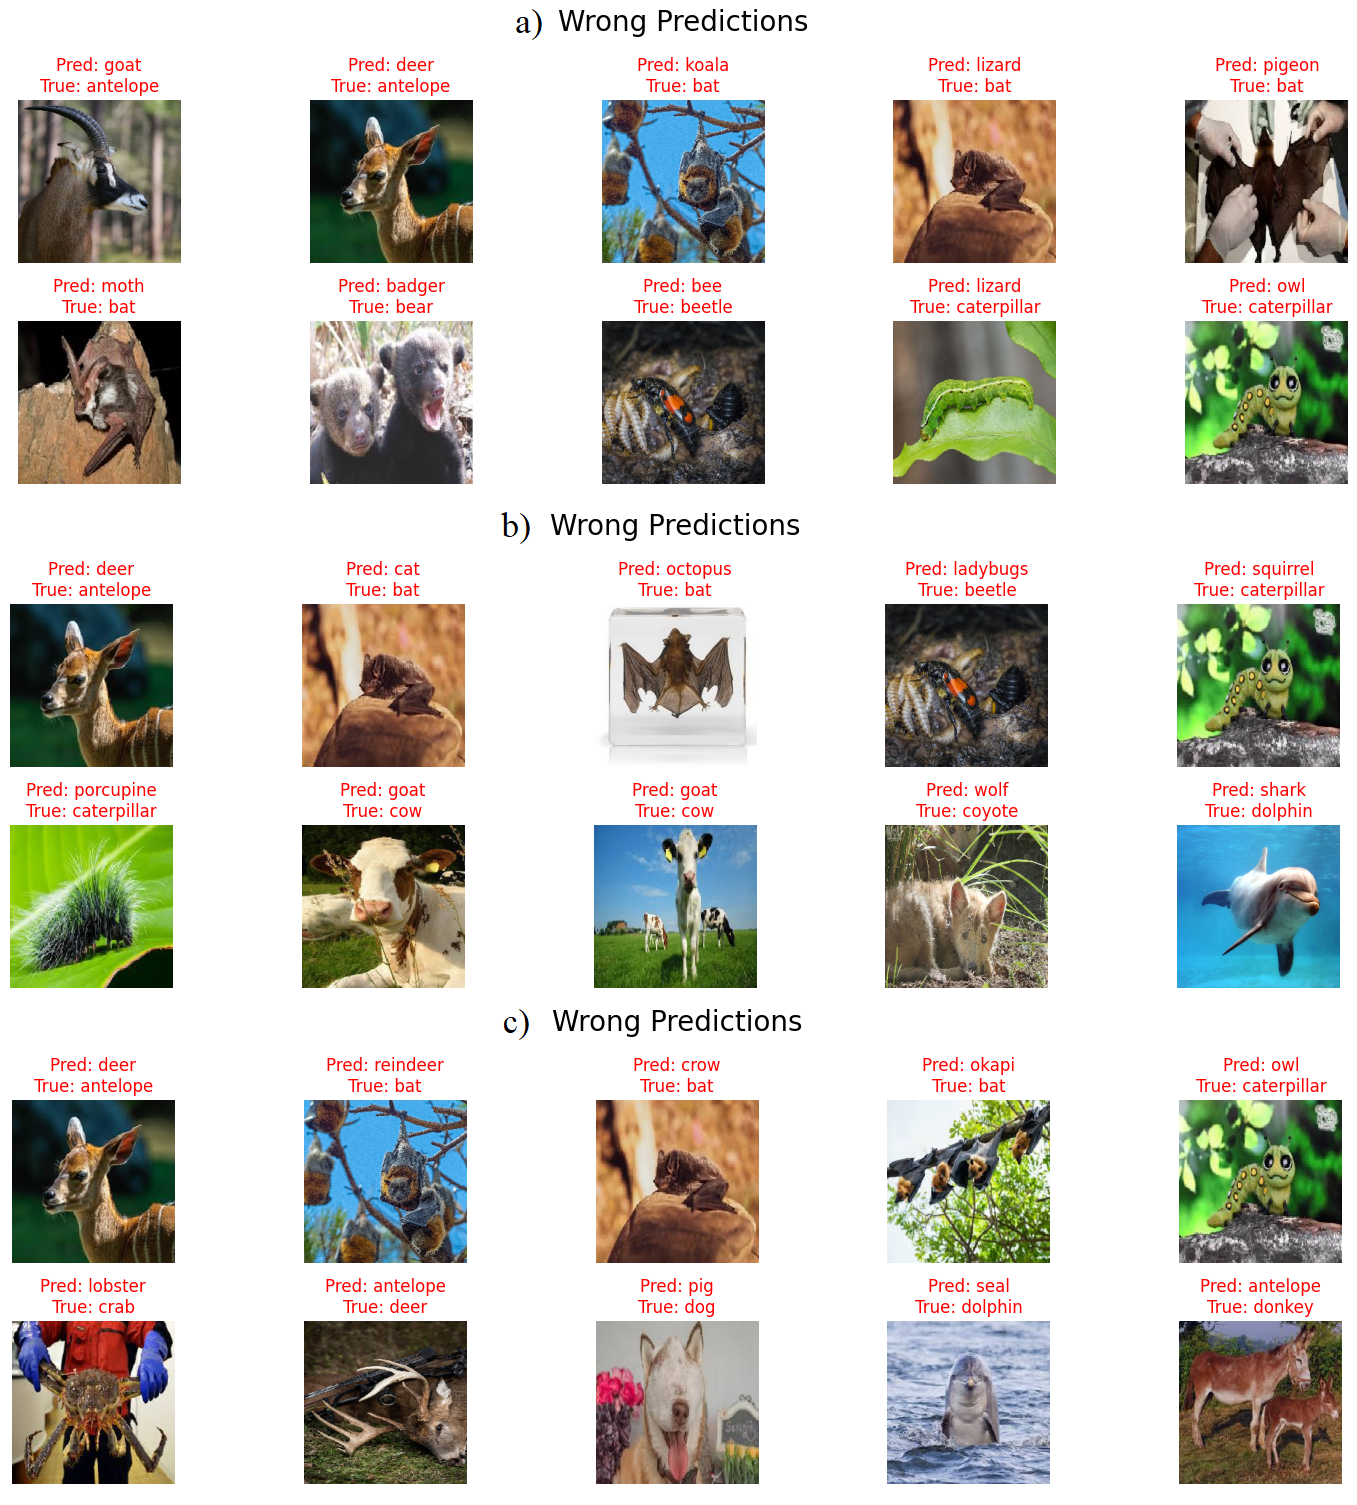 a) Wrong Predictions
Pred: goat
True: antelope
Pred: deer
True: antelope
Pred: koala
True: bat
Pred: lizard
True: bat
Pred: pigeon
True: bat
Pred: moth
True: bat
Pred: badger
True: bear
Pred: bee
True: beetle
Pred: lizard
True: caterpillar
Pred: owl
True: caterpillar
b) Wrong Predictions
Pred: deer
True: antelope
Pred: cat
True: bat
Pred: octopus
True: bat
Pred: ladybugs
True: beetle
Pred: squirrel
True: caterpillar
Pred: porcupine
True: caterpillar
Pred: goat
True: cow
Pred: goat
True: cow
Pred: wolf
True: coyote
Pred: shark
True: dolphin
c) Wrong Predictions
Pred: deer
True: antelope
Pred: reindeer
True: bat
Pred: crow
True: bat
Pred: okapi
True: bat
Pred: owl
True: caterpillar
Pred: lobster
True: crab
Pred: antelope
True: deer
Pred: pig
True: dog
Pred: seal
True: dolphin
Pred: antelope
True: donkey